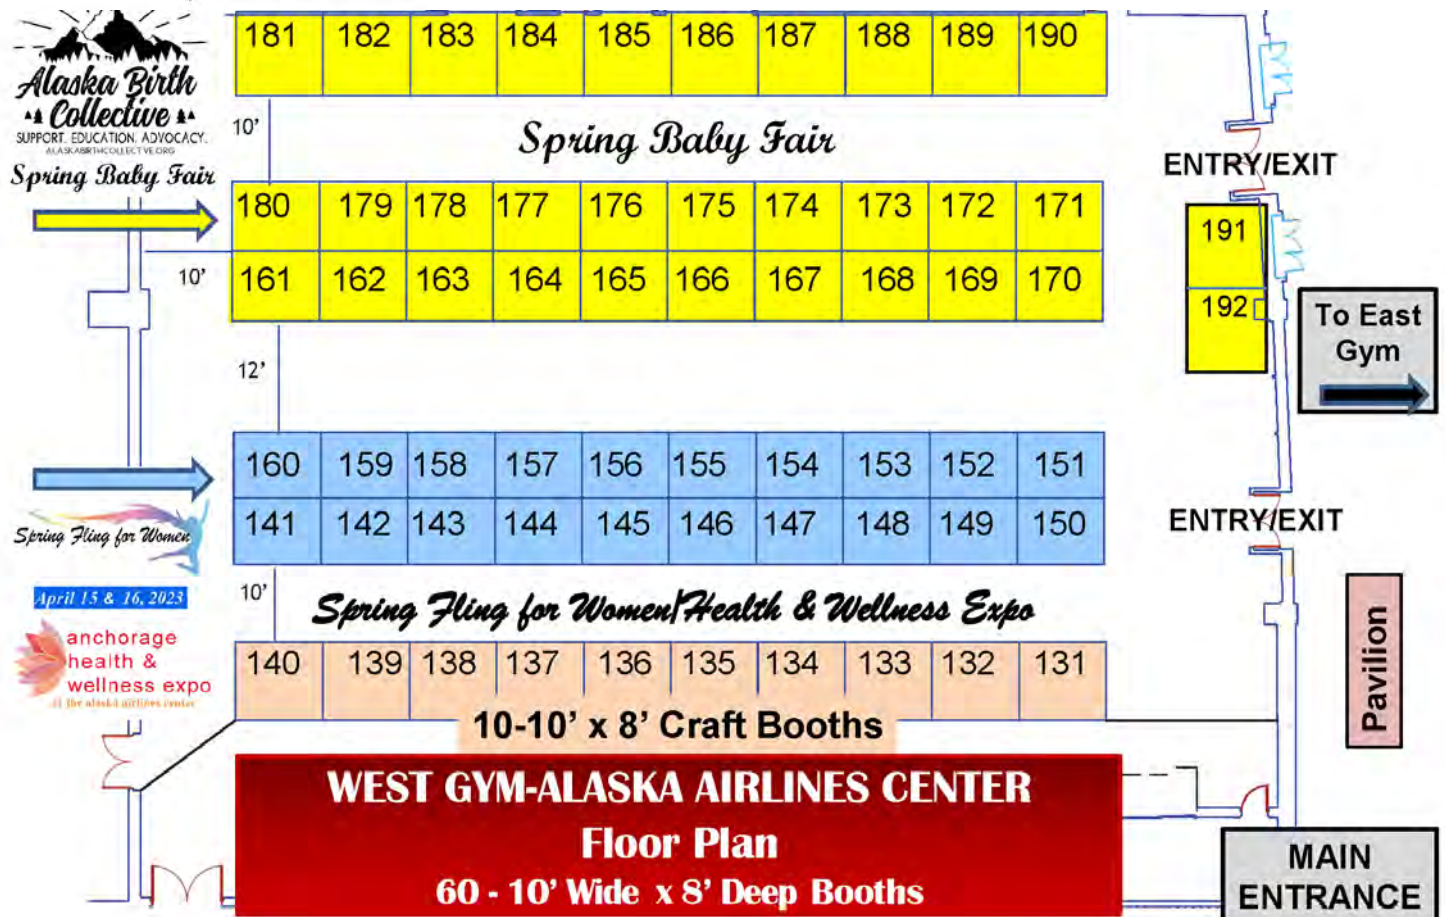 Alaska Birth
Collective
SUPPORT. EDUCATION. ADVOCACY.
ALASKABIRTHCOLLECTIVE.ORG
Spring Baby Fair
181 182 183 184 185 186 187 188 189 190
10'
Spring Baby Fair
ENTRY/EXIT
180 179 178 177 176 175 174 173 172 171
191
10'
161 162 163 164 165 166 167 168 169 170
192
To East
Gym
12'
160 159 158 157 156 155 154 153 152 151
141 142 143 144 145 146 147 148 149 150
ENTRY/EXIT
Spring Fling for Women
April 15 & 16, 2023
10'
Spring Fling for Women/Health & Wellness Expo
anchorage
health &
wellness expo
@ the alaska airlines center
140 139 138 137 136 135 134 133 132 131
Pavilion
10-10' x 8' Craft Booths
WEST GYM-ALASKA AIRLINES CENTER
Floor Plan
60 - 10' Wide x 8' Deep Booths
MAIN
ENTRANCE